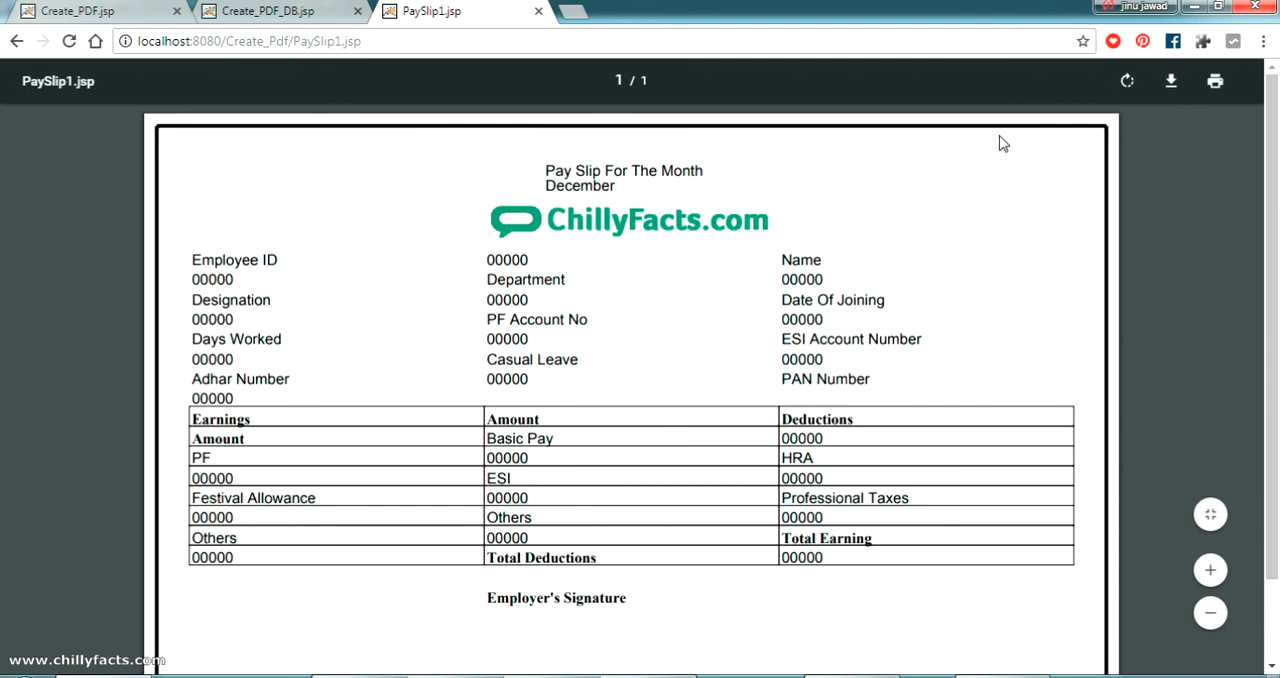 Create_PDF.jsp
Create_PDF_DB.jsp
PaySlip1.jsp
jinu jawad
localhost:8080/Create_Pdf/PaySlip1.jsp
PaySlip1.jsp
1 / 1
Pay Slip For The Month
December
ChillyFacts.com
Employee ID 00000 Name
00000 Department 00000
Designation 00000 Date Of Joining
00000 PF Account No 00000
Days Worked 00000 ESI Account Number
00000 Casual Leave 00000
Adhar Number 00000 PAN Number
00000
Earnings Amount Deductions
Amount Basic Pay 00000
PF 00000 HRA
00000 ESI 00000
Festival Allowance 00000 Professional Taxes
00000 Others 00000
Others 00000 Total Earning
00000 Total Deductions 00000
Employer's Signature
www.chillyfacts.com